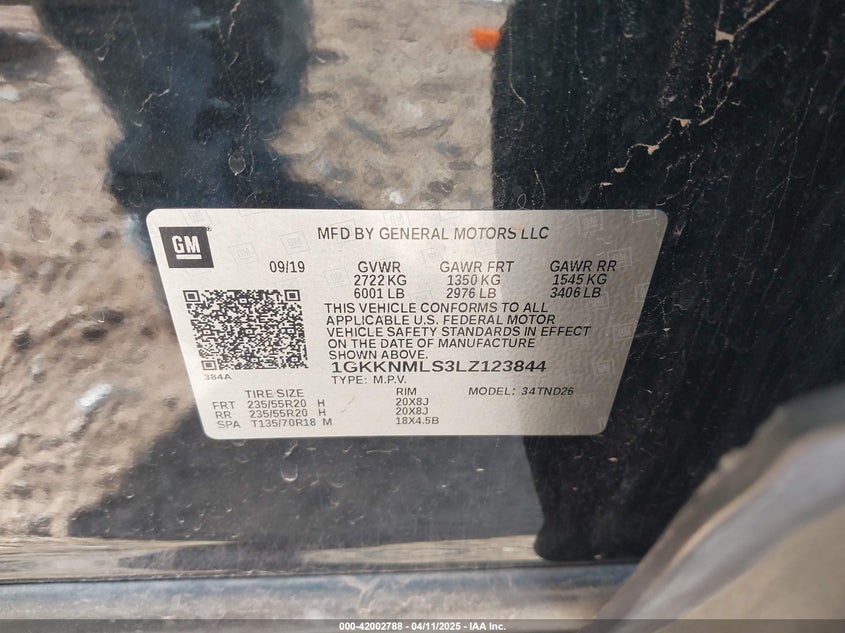 GM
MFD BY GENERAL MOTORS LLC
09/19 GVWR GAWR FRT GAWR RR
2722 KG 1350 KG 1545 KG
6001 LB 2976 LB 3406 LB
THIS VEHICLE CONFORMS TO ALL
APPLICABLE U.S. FEDERAL MOTOR
VEHICLE SAFETY STANDARDS IN EFFECT
ON THE DATE OF MANUFACTURE
SHOWN ABOVE.
384A
1GKKNMLS3LZ123844
TYPE: M.P.V. MODEL: 34TND26
TIRE SIZE RIM
FRT 235/55R20 H 20X8J
RR 235/55R20 H 20X8J
SPA T135/70R18 M 18X4.5B
000-42002788 - 04/11/2025 - IAA Inc.